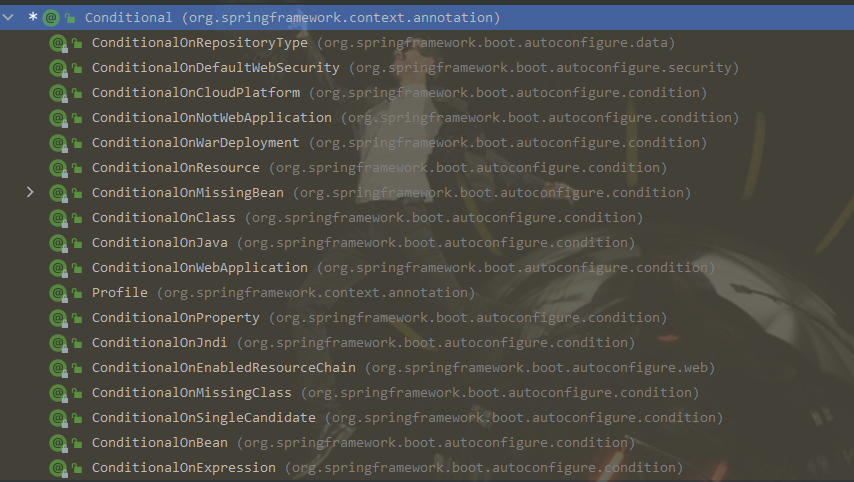 * Conditional (org.springframework.context.annotation)
ConditionalOnRepositoryType (org.springframework.boot.autoconfigure.data)
ConditionalOnDefaultWebSecurity (org.springframework.boot.autoconfigure.security)
ConditionalOnCloudPlatform (org.springframework.boot.autoconfigure.condition)
ConditionalOnNotWebApplication (org.springframework.boot.autoconfigure.condition)
ConditionalOnWarDeployment (org.springframework.boot.autoconfigure.condition)
ConditionalOnResource (org.springframework.boot.autoconfigure.condition)
ConditionalOnMissingBean (org.springframework.boot.autoconfigure.condition)
ConditionalOnClass (org.springframework.boot.autoconfigure.condition)
ConditionalOnJava (org.springframework.boot.autoconfigure.condition)
ConditionalOnWebApplication (org.springframework.boot.autoconfigure.condition)
Profile (org.springframework.context.annotation)
ConditionalOnProperty (org.springframework.boot.autoconfigure.condition)
ConditionalOnJndi (org.springframework.boot.autoconfigure.condition)
ConditionalOnEnabledResourceChain (org.springframework.boot.autoconfigure.web)
ConditionalOnMissingClass (org.springframework.boot.autoconfigure.condition)
ConditionalOnSingleCandidate (org.springframework.boot.autoconfigure.condition)
ConditionalOnBean (org.springframework.boot.autoconfigure.condition)
ConditionalOnExpression (org.springframework.boot.autoconfigure.condition)